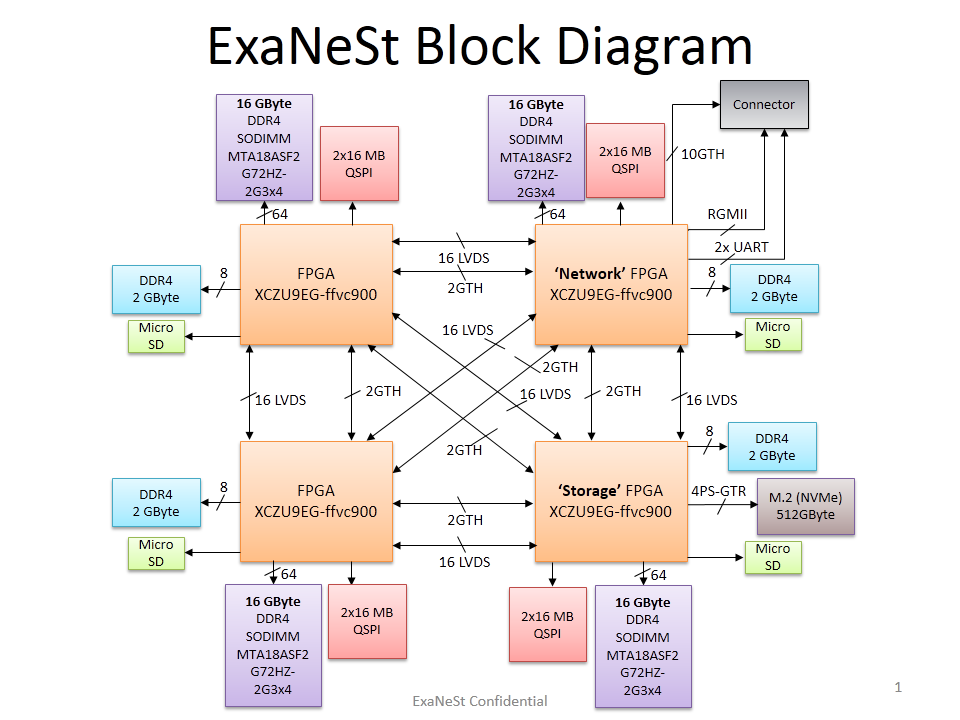 ExaNeSt Block Diagram
16 GByte
DDR4
SODIMM
MTA18ASF2
G72HZ-
2G3x4
2x16 MB
QSPI
16 GByte
DDR4
SODIMM
MTA18ASF2
G72HZ-
2G3x4
2x16 MB
QSPI
Connector
10GTH
64
64
RGMII
2x UART
FPGA
XCZU9EG-ffvc900
16 LVDS
2GTH
‘Network’ FPGA
XCZU9EG-ffvc900
DDR4
2 GByte
8
8
DDR4
2 GByte
Micro
SD
Micro
SD
16 LVDS
2GTH
16 LVDS
2GTH
16 LVDS
2GTH
16 LVDS
2GTH
FPGA
XCZU9EG-ffvc900
2GTH
16 LVDS
‘Storage’ FPGA
XCZU9EG-ffvc900
8
DDR4
2 GByte
DDR4
2 GByte
8
4PS-GTR
M.2 (NVMe)
512GByte
Micro
SD
Micro
SD
64
64
16 GByte
DDR4
SODIMM
MTA18ASF2
G72HZ-
2G3x4
2x16 MB
QSPI
2x16 MB
QSPI
16 GByte
DDR4
SODIMM
MTA18ASF2
G72HZ-
2G3x4
ExaNeSt Confidential
1